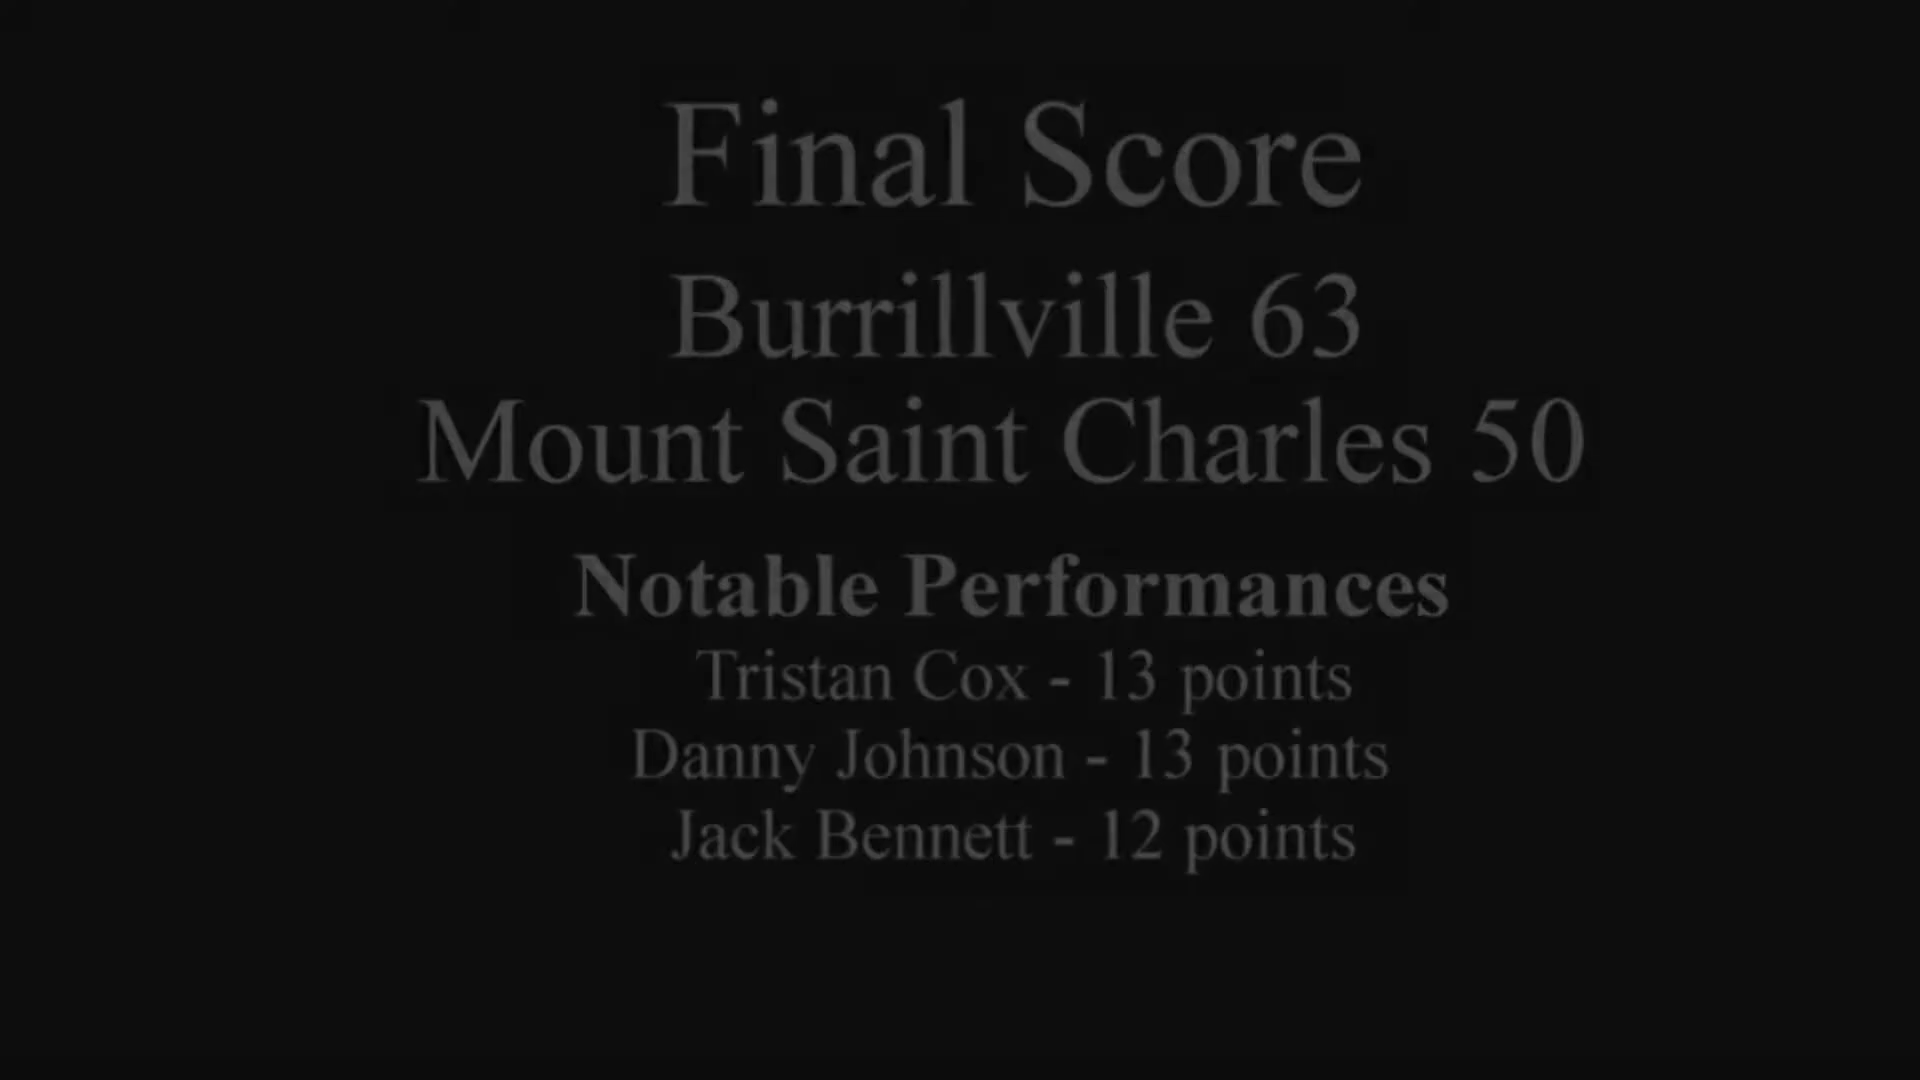 Final Score
Burrillville 63
Mount Saint Charles 50
Notable Performances
Tristan Cox - 13 points
Danny Johnson - 13 points
Jack Bennett - 12 points